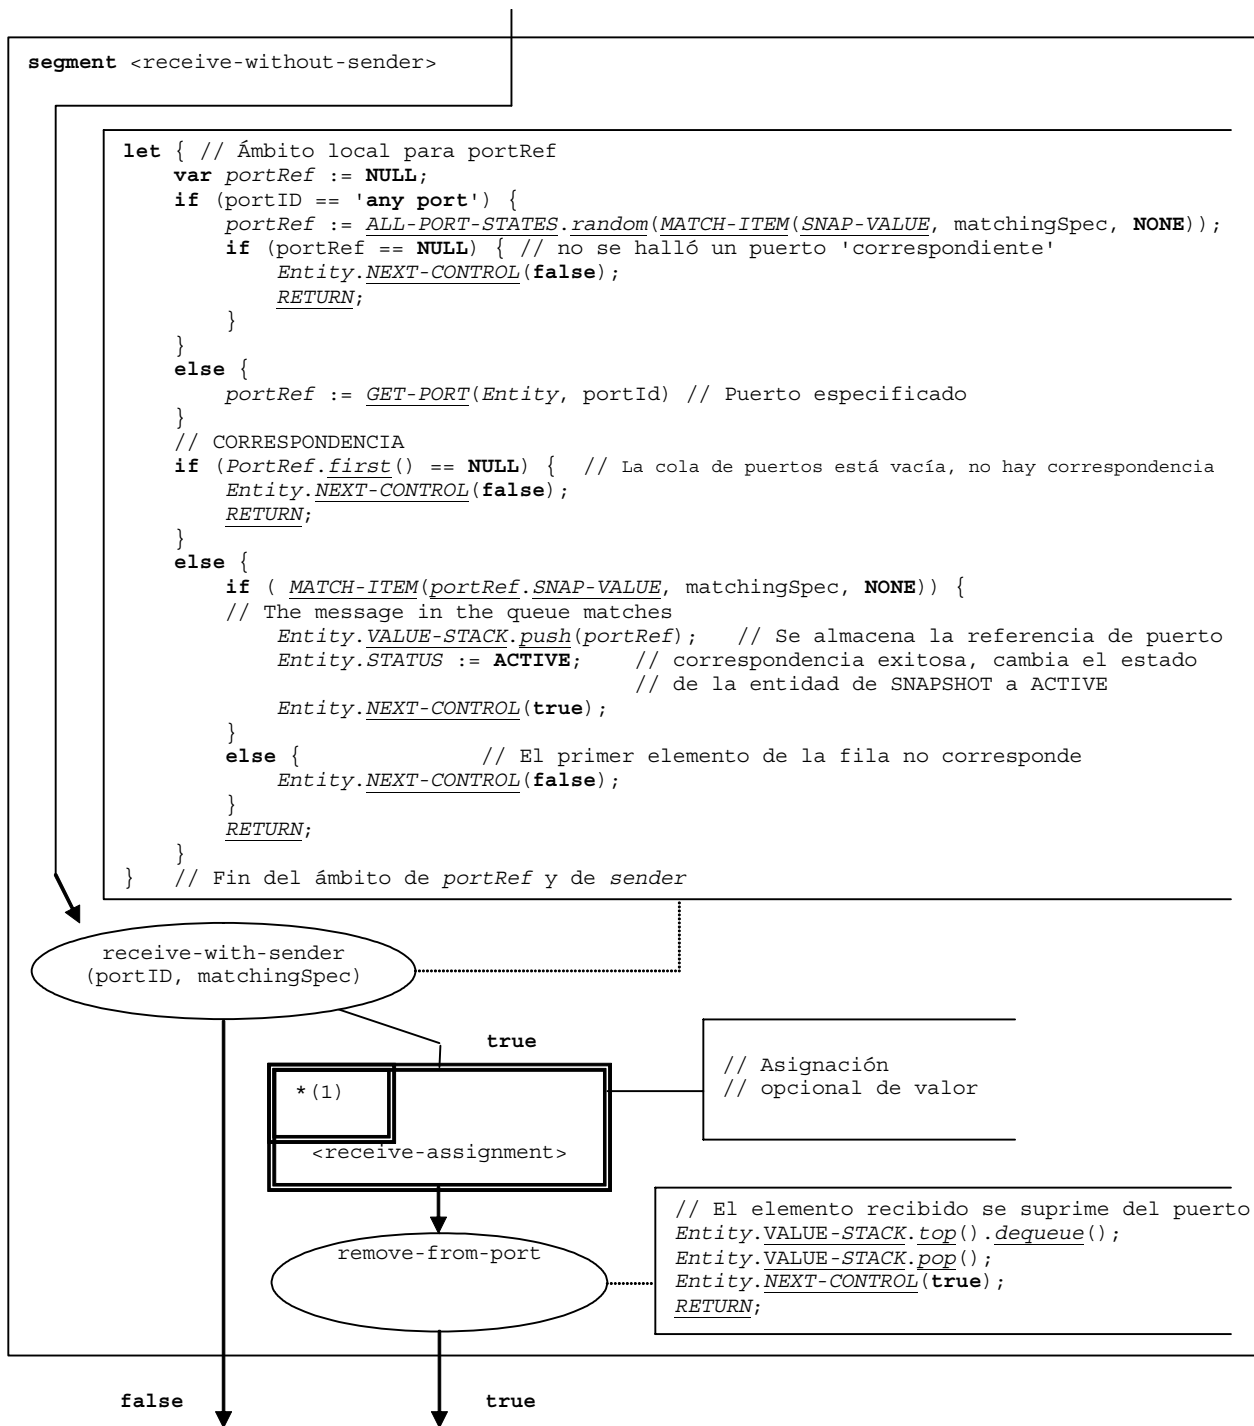 segment <receive-without-sender>
let { // Ámbito local para portRef
var portRef := NULL;
if (portID == 'any port') {
portRef := ALL-PORT-STATES.random(MATCH-ITEM(SNAP-VALUE, matchingSpec, NONE));
if (portRef == NULL) { // no se halló un puerto 'correspondiente'
Entity.NEXT-CONTROL(false);
RETURN;
}
}
else {
portRef := GET-PORT(Entity, portId) // Puerto especificado
}
// CORRESPONDENCIA
if (PortRef.first() == NULL) { // La cola de puertos está vacía, no hay correspondencia
Entity.NEXT-CONTROL(false);
RETURN;
}
else {
if ( MATCH-ITEM(portRef.SNAP-VALUE, matchingSpec, NONE)) {
// The message in the queue matches
Entity.VALUE-STACK.push(portRef); // Se almacena la referencia de puerto
Entity.STATUS := ACTIVE; // correspondencia exitosa, cambia el estado
// de la entidad de SNAPSHOT a ACTIVE
Entity.NEXT-CONTROL(true);
}
else { // El primer elemento de la fila no corresponde
Entity.NEXT-CONTROL(false);
}
RETURN;
}
} // Fin del ámbito de portRef y de sender
receive-with-sender
(portID, matchingSpec)
true
*(1)
<receive-assignment>
// Asignación
// opcional de valor
remove-from-port
// El elemento recibido se suprime del puerto
Entity.VALUE-STACK.top().dequeue();
Entity.VALUE-STACK.pop();
Entity.NEXT-CONTROL(true);
RETURN;
false
true